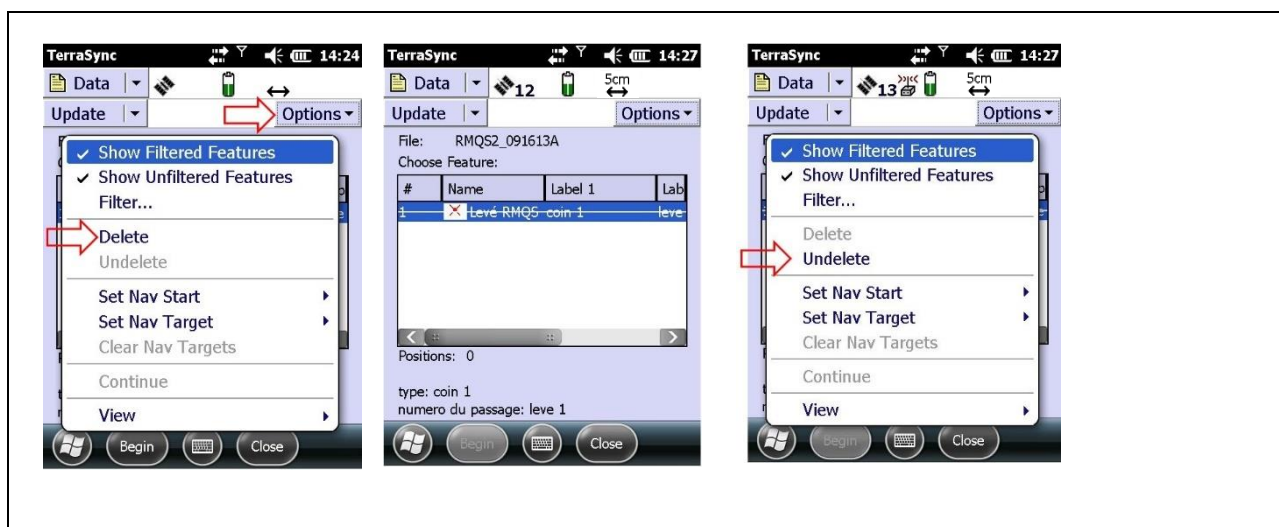 TerraSync 14:24
Data
Update Options
Show Filtered Features
Show Unfiltered Features
Filter...
Delete
Undelete
Set Nav Start
Set Nav Target
Clear Nav Targets
Continue
View
Begin Close
TerraSync 14:27
Data 12 5cm
Update Options
File: RMQS2_091613A
Choose Feature:
# Name Label 1 Lab
1 Levé RMQS coin 1 leve
Positions: 0
type: coin 1
numero du passage: leve 1
Begin Close
TerraSync 14:27
Data 13 5cm
Update Options
Show Filtered Features
Show Unfiltered Features
Filter...
Delete
Undelete
Set Nav Start
Set Nav Target
Clear Nav Targets
Continue
View
Begin Close